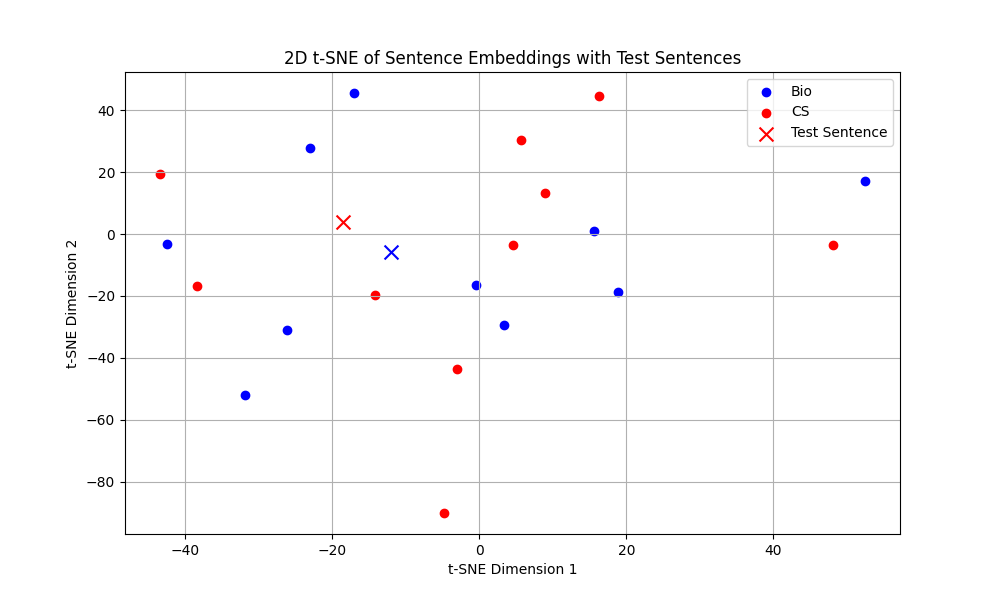 2D t-SNE of Sentence Embeddings with Test Sentences
Bio
CS
Test Sentence
40
20
0
−20
−40
−60
−80
t-SNE Dimension 2
−40
−20
0
20
40
t-SNE Dimension 1